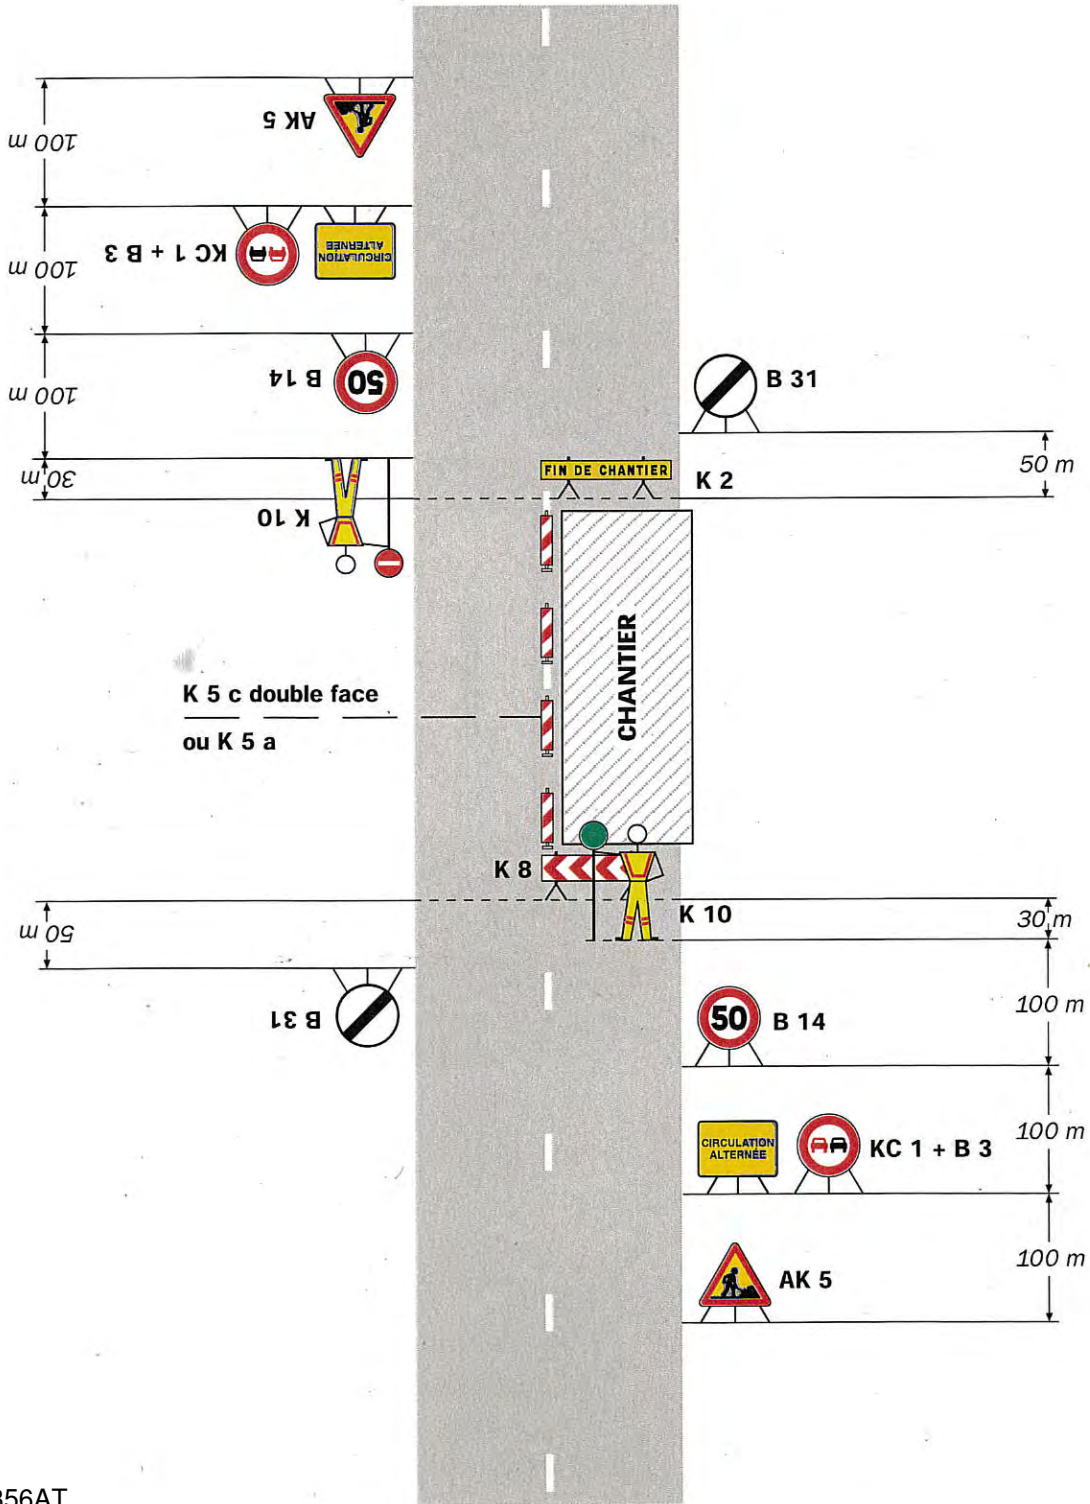 100 m
AK 5
100 m
KC 1 + B 3
CIRCULATION
ALTERNÉE
100 m
B 14
50
B 31
30 m
50 m
FIN DE CHANTIER
K 2
K 10
CHANTIER
K 5 c double face
ou K 5 a
K 8
K 10
30 m
50 m
B 31
50
B 14
100 m
CIRCULATION
ALTERNÉE
KC 1 + B 3
100 m
AK 5
100 m
356AT